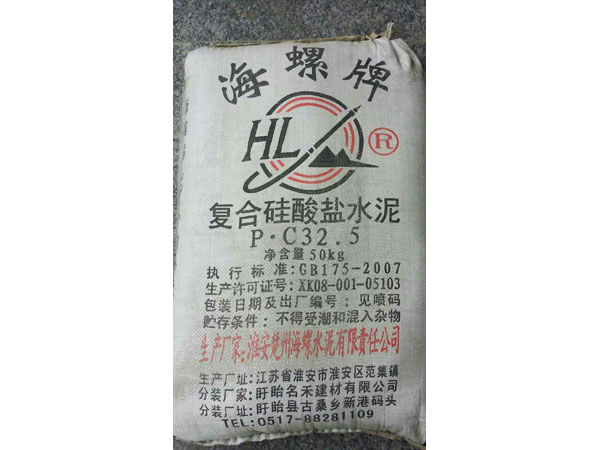 海螺牌
HL
®
复合硅酸盐水泥
P·C32.5
净含量50kg
执行标准:GB175-2007
生产许可证号:XK08-001-05103
包装日期及出厂编号:见喷码
贮存条件:不得受潮和混入杂物
生产厂家:淮安楚州海螺水泥有限责任公司
生产厂址:江苏省淮安市淮安区范集镇
分装厂家:盱眙名禾建材有限公司
分装厂址:盱眙县古桑乡新港码头
TEL:0517-88281109